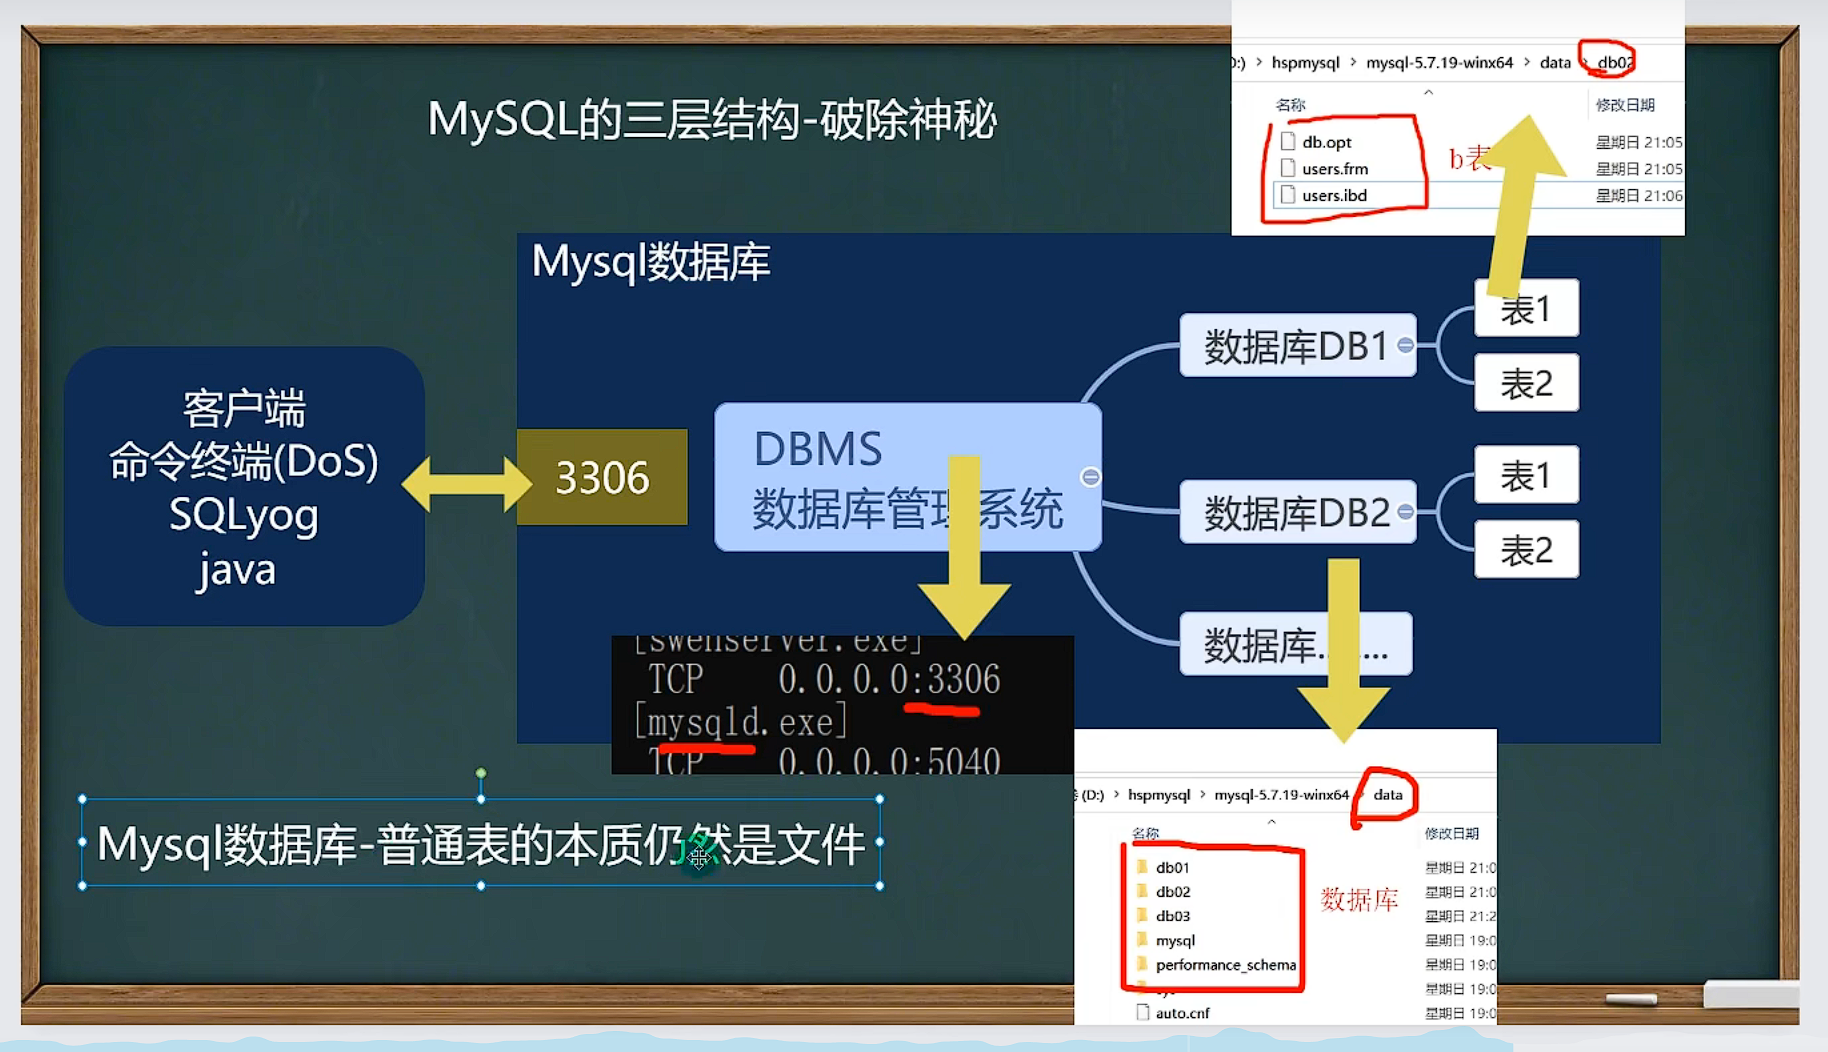 MySQL的三层结构-破除神秘
hspmysql > mysql-5.7.19-winx64 > data > db02
名称 修改日期
db.opt 星期日 21:05
users.frm 星期日 21:05
users.ibd 星期日 21:06
b表
Mysql数据库
客户端
命令终端(DoS)
SQLyog
java
3306
DBMS
数据库管理系统
数据库DB1
表1
表2
数据库DB2
表1
表2
数据库......
[swenserver.exe]
TCP 0.0.0.0:3306
[mysqld.exe]
TCP 0.0.0.0:5040
Mysql数据库-普通表的本质仍然是文件
(D:) > hspmysql > mysql-5.7.19-winx64 > data
名称 修改日期
db01 星期日 21:0
db02 星期日 21:0
db03 星期日 21:2
mysql 星期日 19:0
performance_schema 星期日 19:0
星期日 19:0
auto.cnf 星期日 19:0
数据库